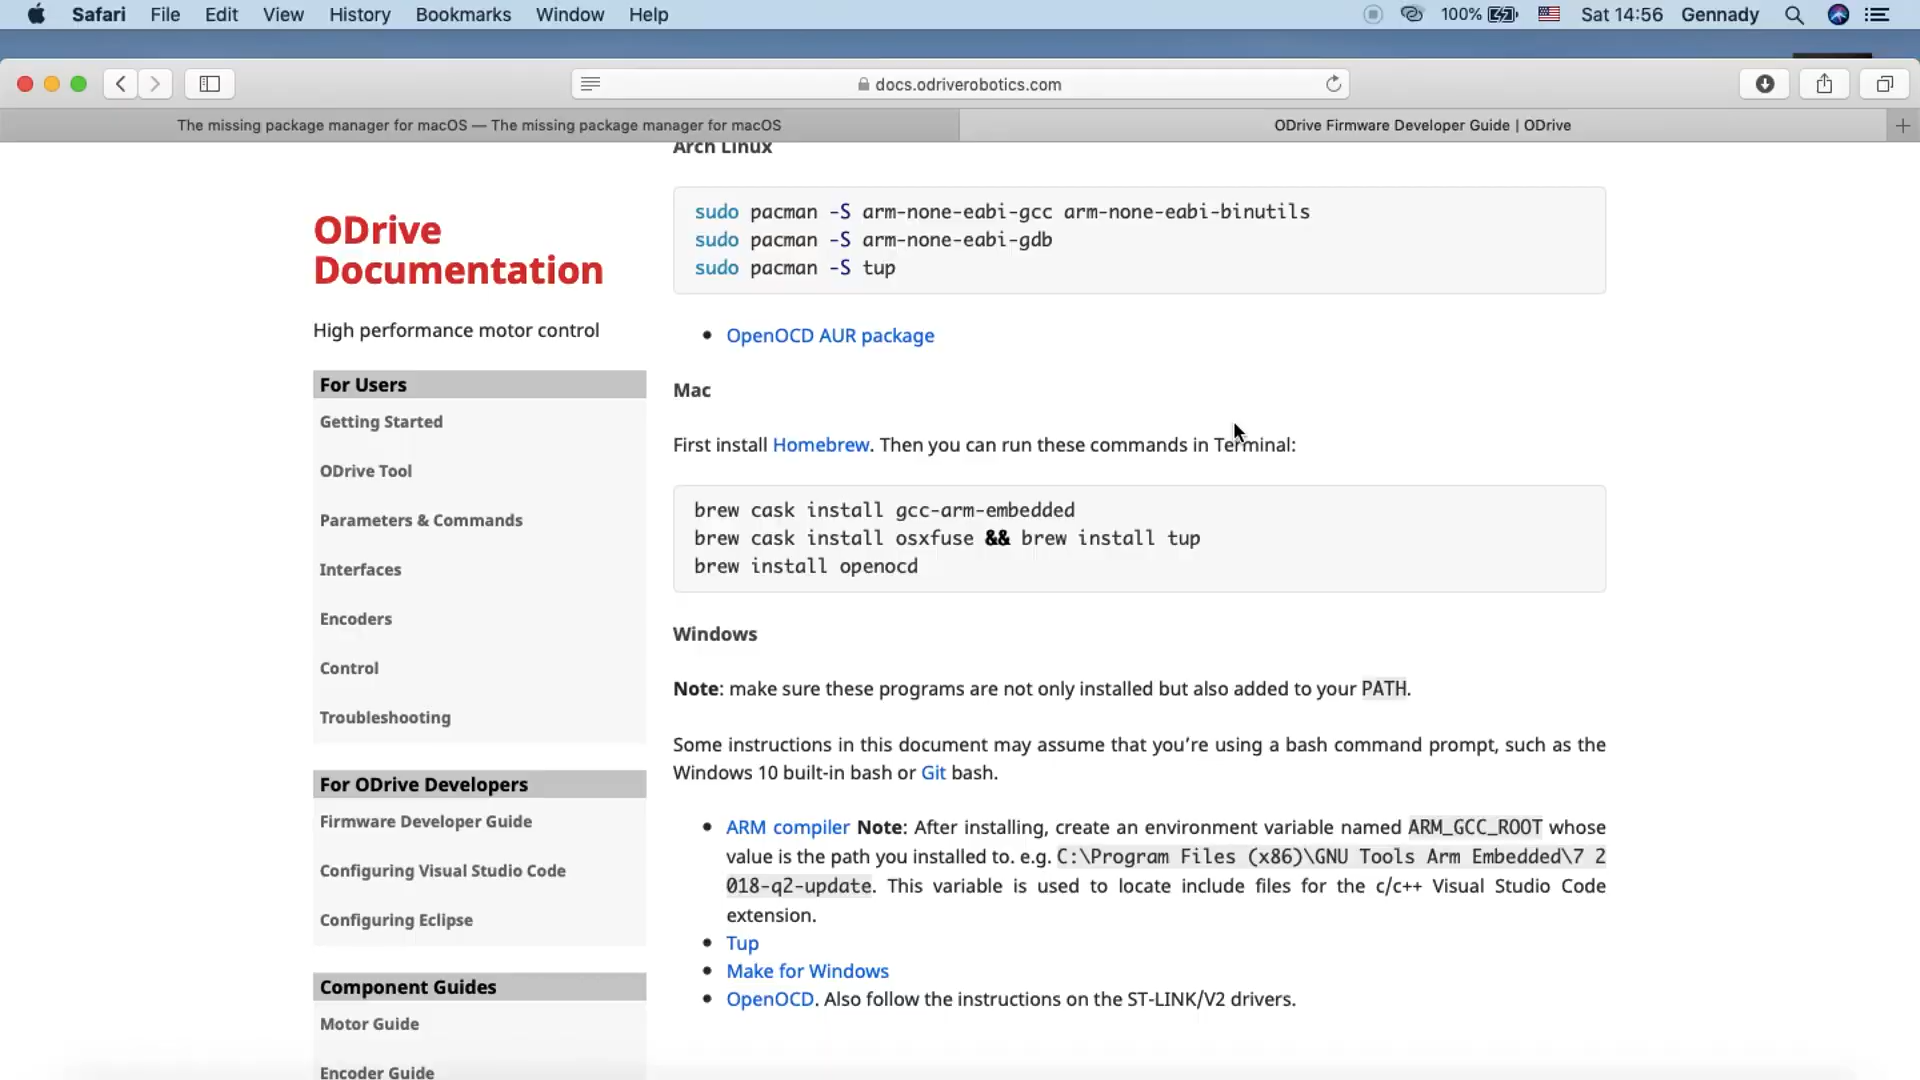 Safari File Edit View History Bookmarks Window Help 100% Sat 14:56 Gennady
docs.odriverobotics.com
The missing package manager for macOS — The missing package manager for macOS
ODrive Firmware Developer Guide | ODrive
ODrive
Documentation
High performance motor control
For Users
Getting Started
ODrive Tool
Parameters & Commands
Interfaces
Encoders
Control
Troubleshooting
For ODrive Developers
Firmware Developer Guide
Configuring Visual Studio Code
Configuring Eclipse
Component Guides
Motor Guide
Encoder Guide
Arch Linux
sudo pacman -S arm-none-eabi-gcc arm-none-eabi-binutils
sudo pacman -S arm-none-eabi-gdb
sudo pacman -S tup
• OpenOCD AUR package
Mac
First install Homebrew. Then you can run these commands in Terminal:
brew cask install gcc-arm-embedded
brew cask install osxfuse && brew install tup
brew install openocd
Windows
Note: make sure these programs are not only installed but also added to your PATH.
Some instructions in this document may assume that you’re using a bash command prompt, such as the
Windows 10 built-in bash or Git bash.
• ARM compiler Note: After installing, create an environment variable named ARM_GCC_ROOT whose
value is the path you installed to. e.g. C:\Program Files (x86)\GNU Tools Arm Embedded\7 2
018-q2-update. This variable is used to locate include files for the c/c++ Visual Studio Code
extension.
• Tup
• Make for Windows
• OpenOCD. Also follow the instructions on the ST-LINK/V2 drivers.